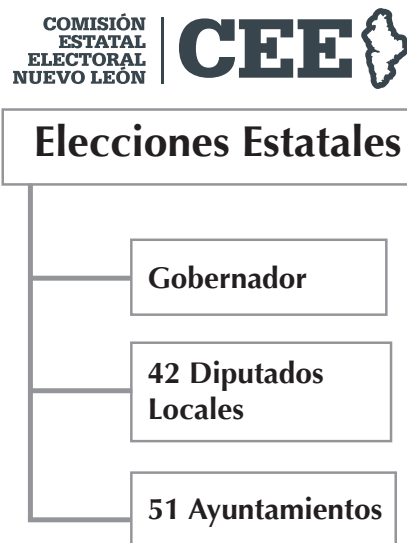 COMISIÓN
ESTATAL
ELECTORAL
NUEVO LEÓN
CEE
Elecciones Estatales
Gobernador
42 Diputados
Locales
51 Ayuntamientos